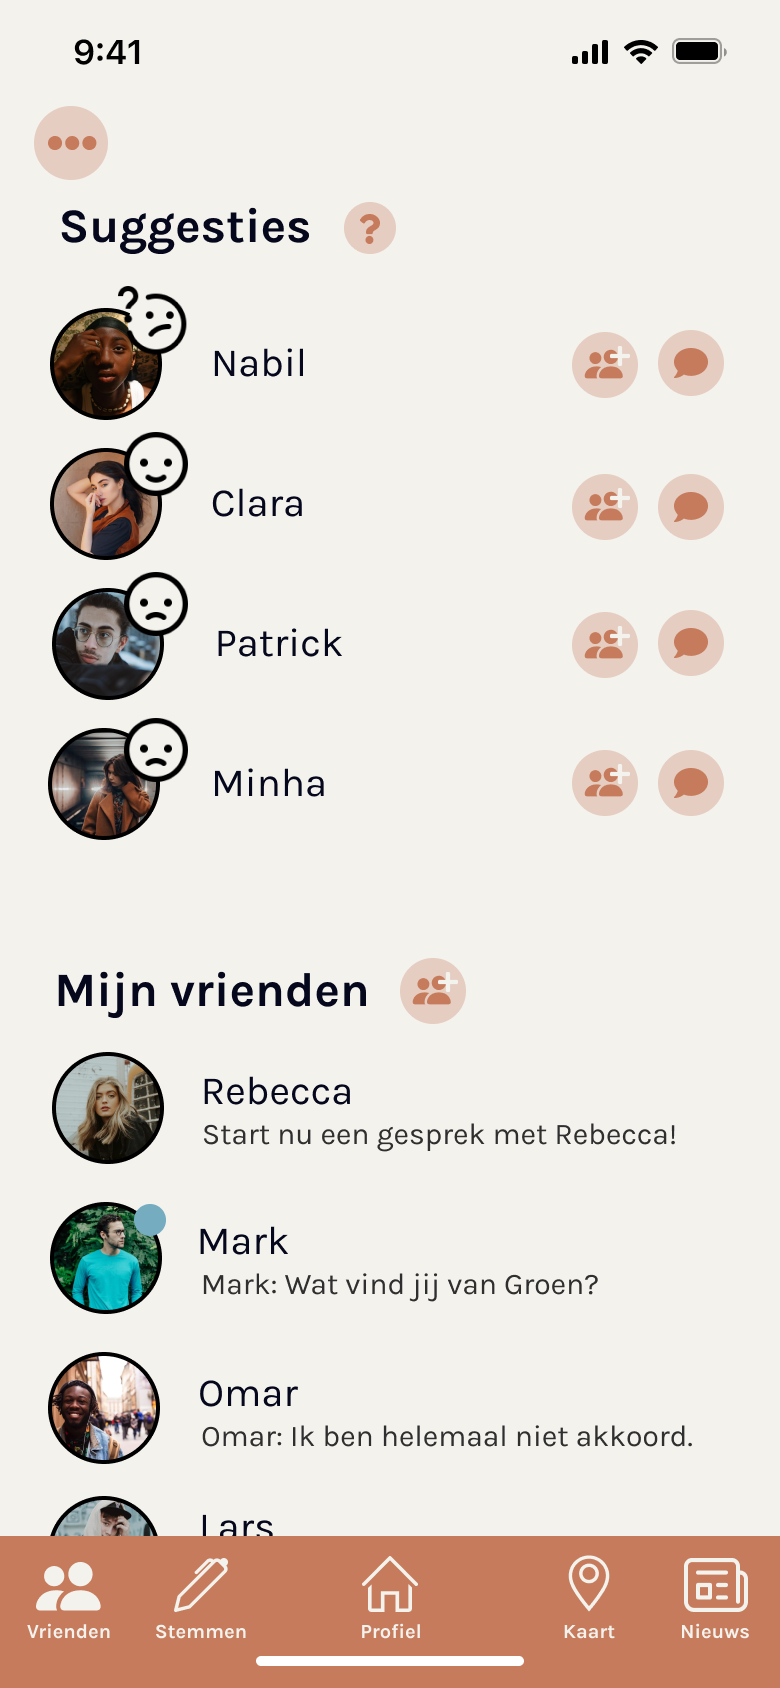 9:41
Suggesties ?
Nabil
Clara
Patrick
Minha
Mijn vrienden
Rebecca
Start nu een gesprek met Rebecca!
Mark
Mark: Wat vind jij van Groen?
Omar
Omar: Ik ben helemaal niet akkoord.
Lars
Vrienden Stemmen Profiel Kaart Nieuws